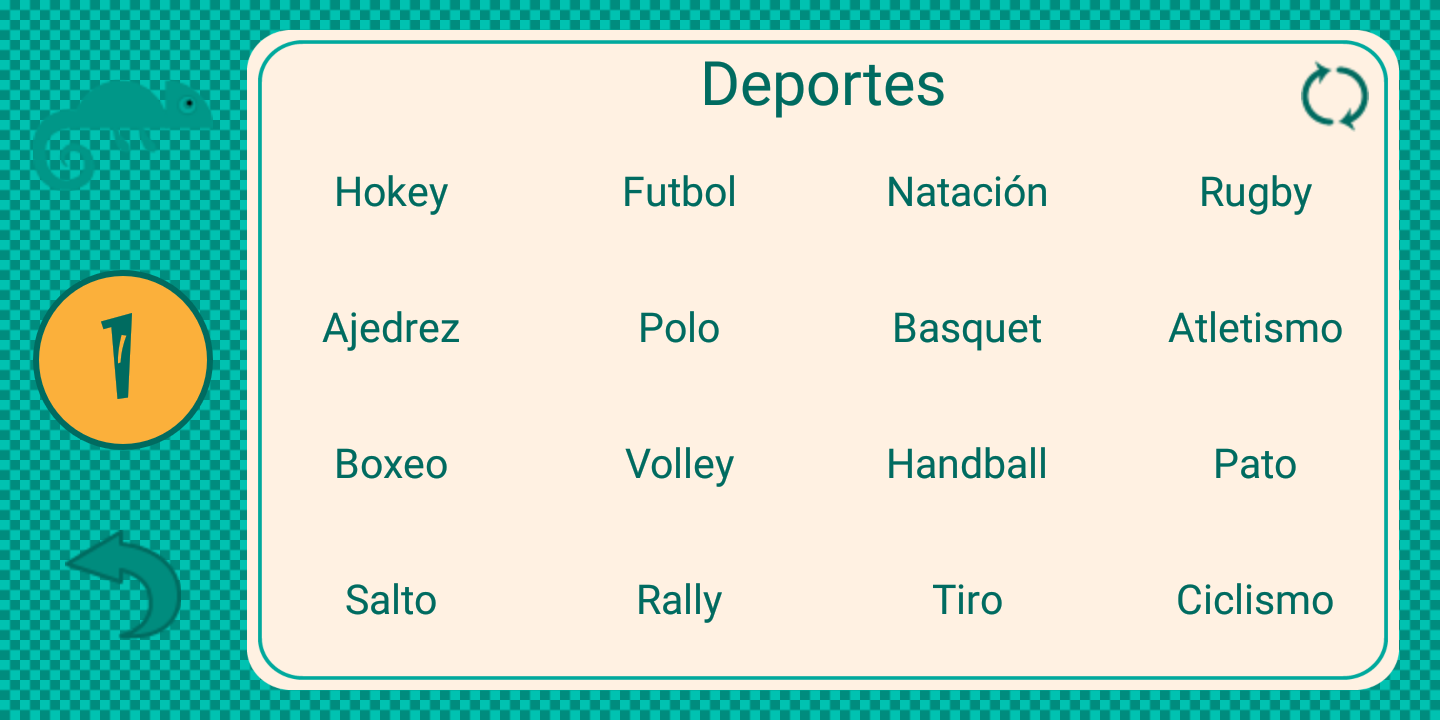 Deportes
Hokey Futbol Natación Rugby
1
Ajedrez Polo Basquet Atletismo
Boxeo Volley Handball Pato
Salto Rally Tiro Ciclismo